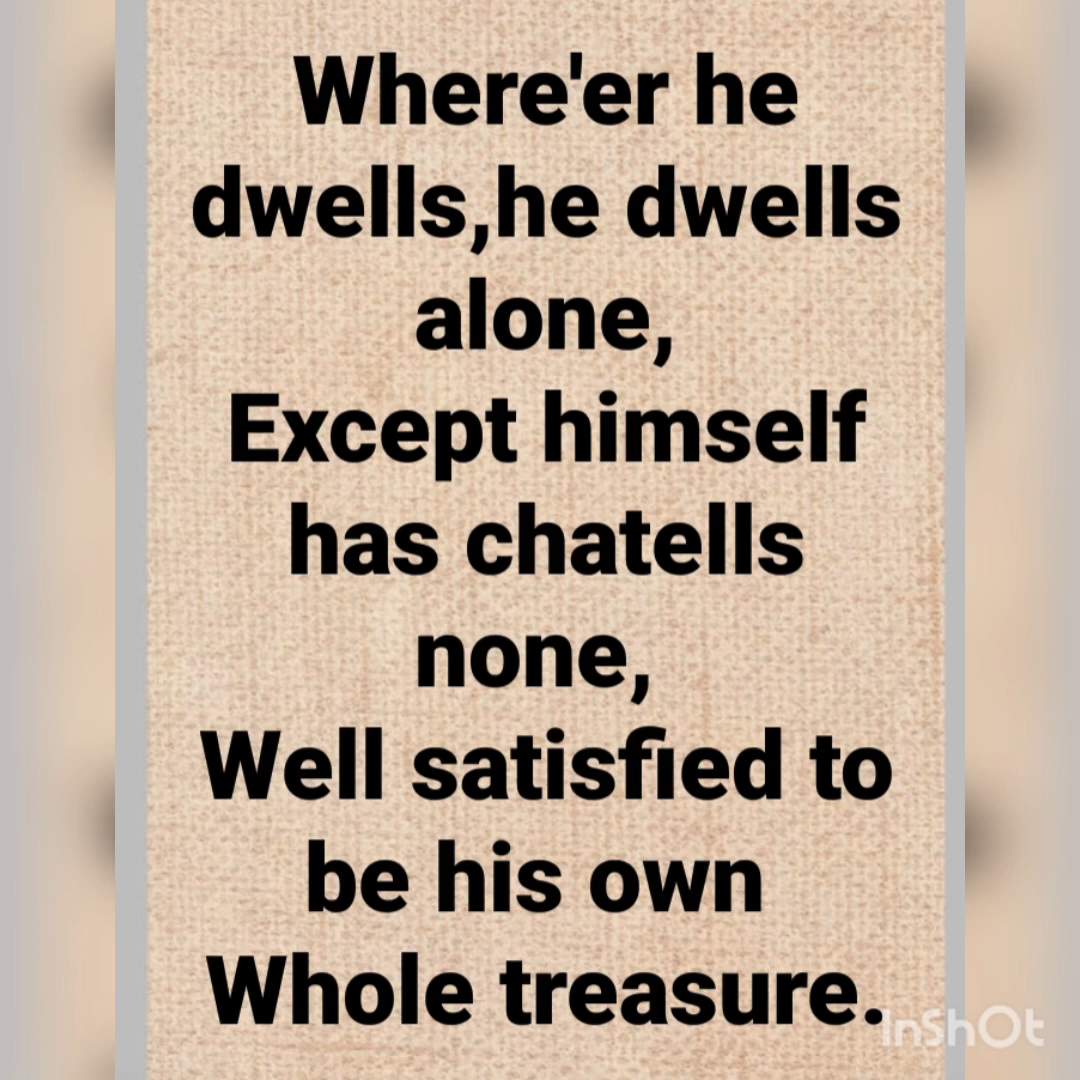 Where'er he
dwells,he dwells
alone,
Except himself
has chatells
none,
Well satisfied to
be his own
Whole treasure.
InShOt